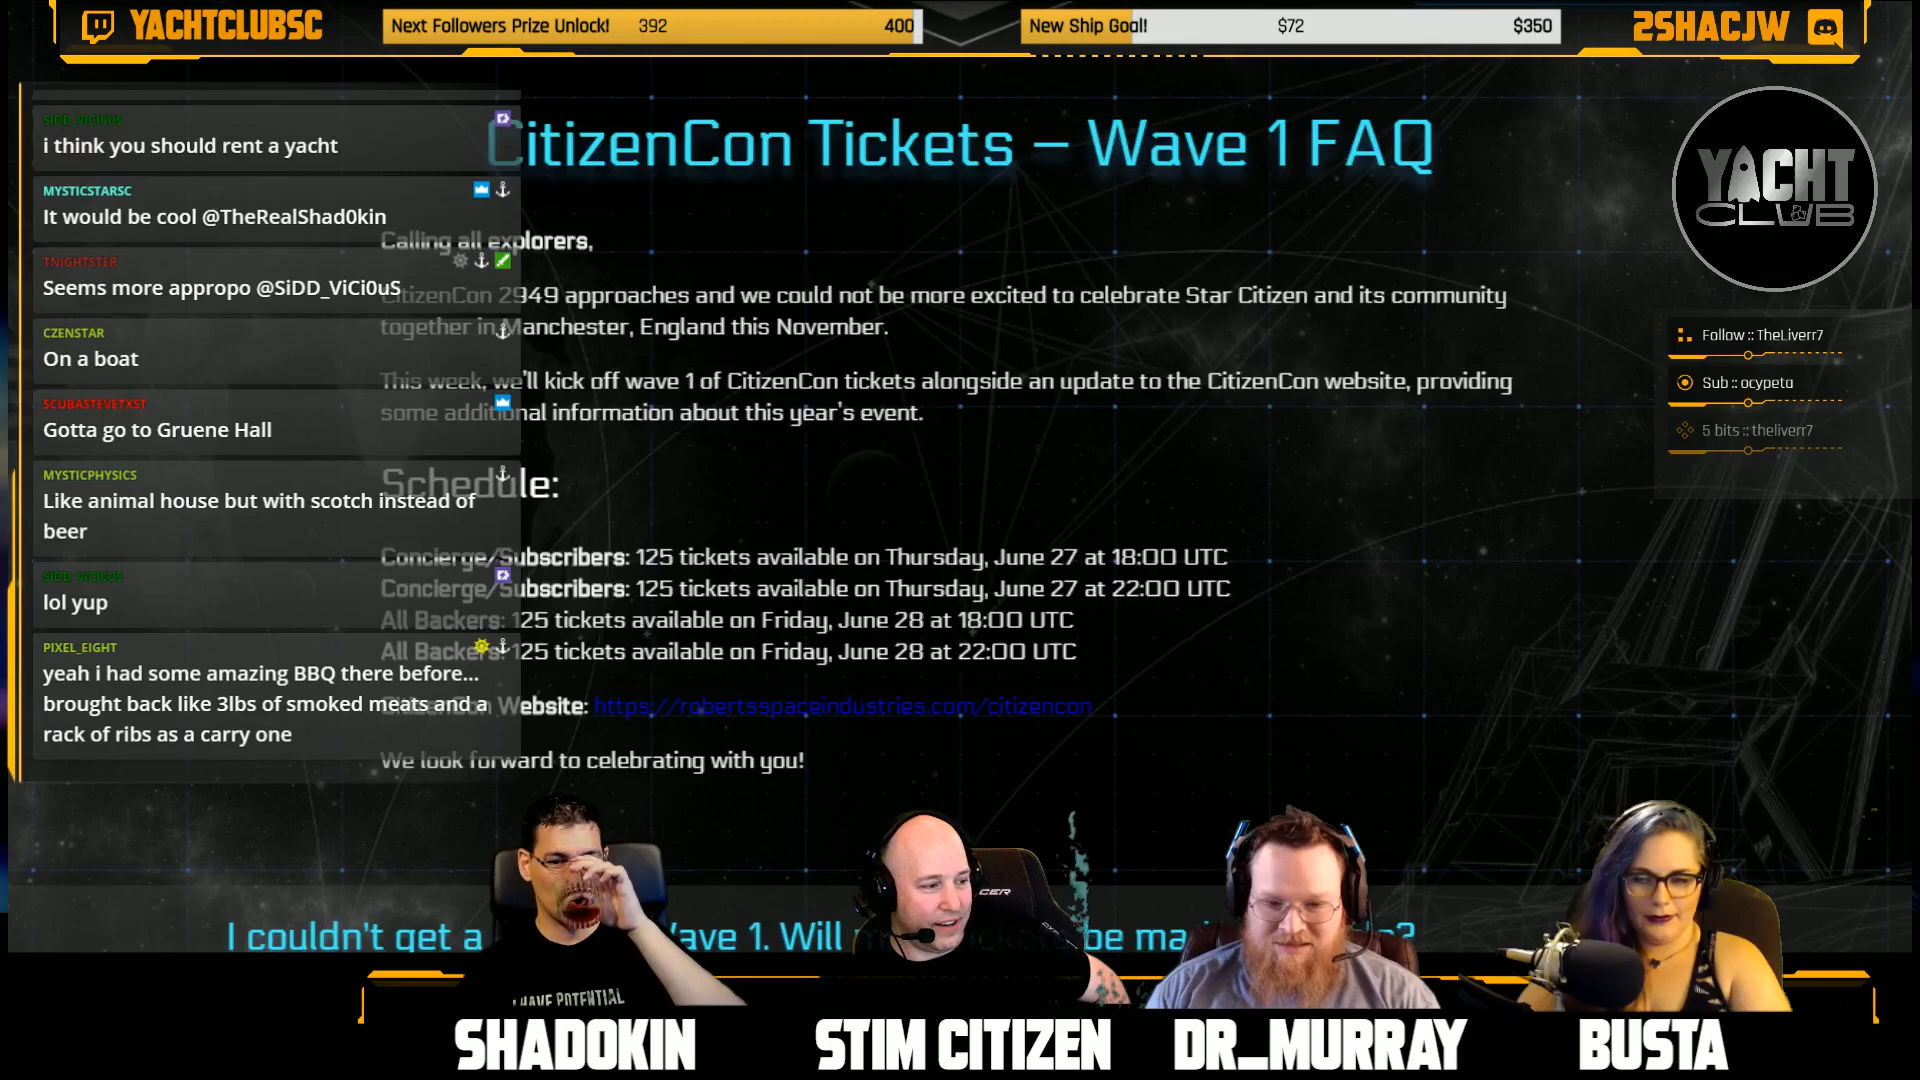 YACHTCLUBSC
Next Followers Prize Unlock! 392 400
New Ship Goal! $72 $350
2SHACJW
YACHT
CLUB
SIDD_VICI0US
i think you should rent a yacht
MYSTICSTARSC
It would be cool @TheRealShad0kin
TNIGHTSTER
Seems more appropo @SiDD_ViCi0uS
CZENSTAR
On a boat
SCUBASTEVETXST
Gotta go to Gruene Hall
MYSTICPHYSICS
Like animal house but with scotch instead of
beer
SIDD_VICI0US
lol yup
PIXEL_EIGHT
yeah i had some amazing BBQ there before...
brought back like 3lbs of smoked meats and a
rack of ribs as a carry one
CitizenCon Tickets – Wave 1 FAQ
Calling all explorers,
CitizenCon 2949 approaches and we could not be more excited to celebrate Star Citizen and its community
together in Manchester, England this November.
This week, we'll kick off wave 1 of CitizenCon tickets alongside an update to the CitizenCon website, providing
some additional information about this year's event.
Schedule:
Concierge/Subscribers: 125 tickets available on Thursday, June 27 at 18:00 UTC
Concierge/Subscribers: 125 tickets available on Thursday, June 27 at 22:00 UTC
All Backers: 125 tickets available on Friday, June 28 at 18:00 UTC
All Backers: 125 tickets available on Friday, June 28 at 22:00 UTC
CitizenCon Website: https://robertsspaceindustries.com/citizencon
We look forward to celebrating with you!
Follow :: TheLiverr7
Sub :: ocypeta
5 bits :: theliverr7
I couldn't get a ave 1. Will be ma
CER
I HAVE POTENTIAL
SHADOKIN
STIM CITIZEN
DR_MURRAY
BUSTA